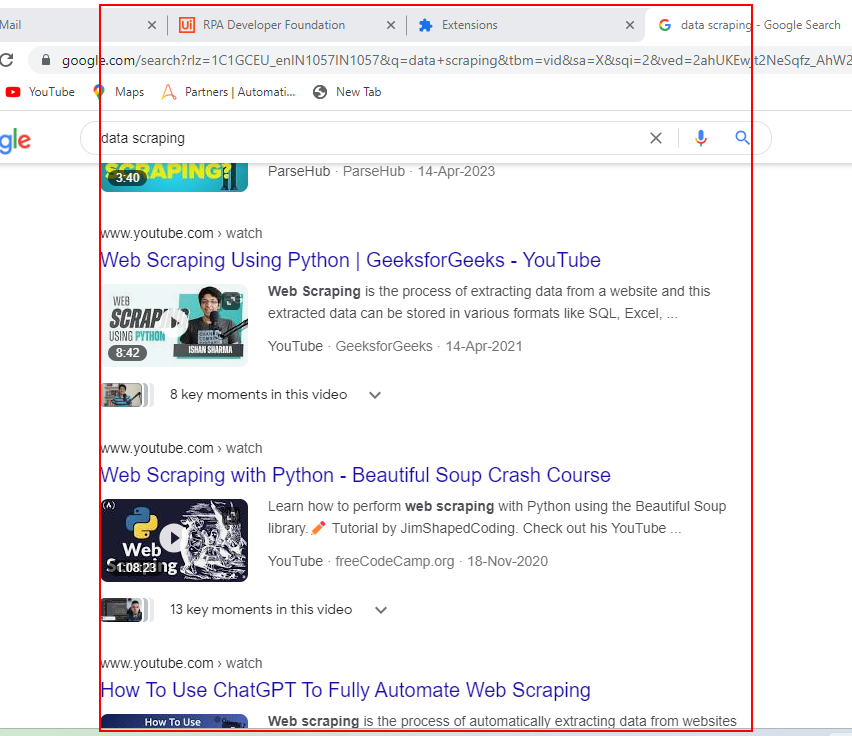 Mail
RPA Developer Foundation
Extensions
data scraping - Google Search
google.com/search?rlz=1C1GCEU_enIN1057IN1057&q=data+scraping&tbm=vid&sa=X&sqi=2&ved=2ahUKEwjt2NeSqfz_AhW2
YouTube
Maps
Partners | Automati...
New Tab
gle
data scraping
SCRAPING?
3:40
ParseHub · ParseHub · 14-Apr-2023
www.youtube.com › watch
Web Scraping Using Python | GeeksforGeeks - YouTube
WEB
SCRAPING
USING PYTHON
ISHAN SHARMA
8:42
Web Scraping is the process of extracting data from a website and this
extracted data can be stored in various formats like SQL, Excel, ...
YouTube · GeeksforGeeks · 14-Apr-2021
8 key moments in this video
www.youtube.com › watch
Web Scraping with Python - Beautiful Soup Crash Course
Web
Scraping
1:08:23
Learn how to perform web scraping with Python using the Beautiful Soup
library.✏️ Tutorial by JimShapedCoding. Check out his YouTube ...
YouTube · freeCodeCamp.org · 18-Nov-2020
13 key moments in this video
www.youtube.com › watch
How To Use ChatGPT To Fully Automate Web Scraping
How To Use
Web scraping is the process of automatically extracting data from websites